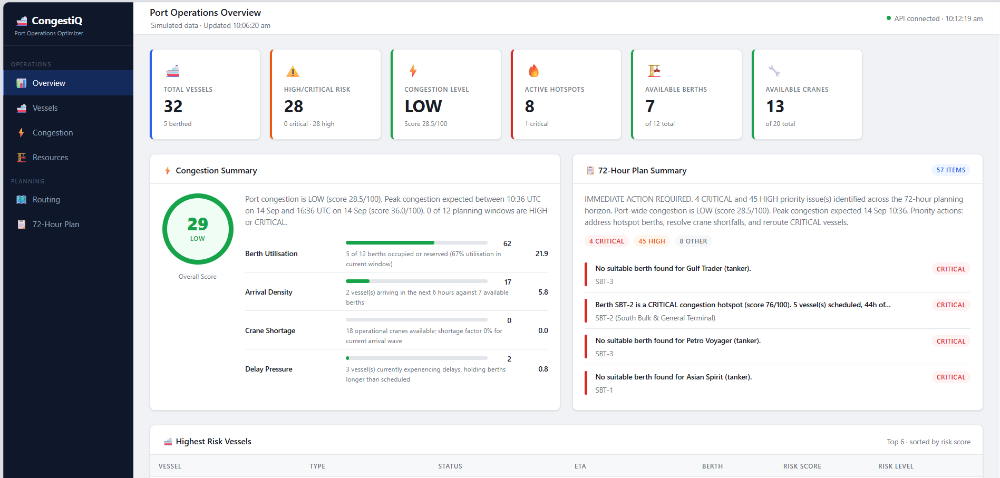 CongestiQ
Port Operations Optimizer
OPERATIONS
Overview
Vessels
Congestion
Resources
PLANNING
Routing
72-Hour Plan
Port Operations Overview
Simulated data · Updated 10:06:20 am
API connected · 10:12:19 am
TOTAL VESSELS
32
5 berthed
HIGH/CRITICAL RISK
28
0 critical · 28 high
CONGESTION LEVEL
LOW
Score 28.5/100
ACTIVE HOTSPOTS
8
1 critical
AVAILABLE BERTHS
7
of 12 total
AVAILABLE CRANES
13
of 20 total
Congestion Summary
29
LOW
Overall Score
Port congestion is LOW (score 28.5/100). Peak congestion expected between 10:36 UTC
on 14 Sep and 16:36 UTC on 14 Sep (score 36.0/100). 0 of 12 planning windows are HIGH
or CRITICAL.
Berth Utilisation
62
5 of 12 berths occupied or reserved (67% utilisation in
current window)
21.9
Arrival Density
17
2 vessel(s) arriving in the next 6 hours against 7 available
berths
5.8
Crane Shortage
0
18 operational cranes available; shortage factor 0% for
current arrival wave
0.0
Delay Pressure
2
3 vessel(s) currently experiencing delays, holding berths
longer than scheduled
0.8
72-Hour Plan Summary
57 ITEMS
IMMEDIATE ACTION REQUIRED. 4 CRITICAL and 45 HIGH priority issue(s) identified across the 72-hour planning
horizon. Port-wide congestion is LOW (score 28.5/100). Peak congestion expected 14 Sep 10:36. Priority actions:
address hotspot berths, resolve crane shortfalls, and reroute CRITICAL vessels.
4 CRITICAL 45 HIGH 8 OTHER
No suitable berth found for Gulf Trader (tanker).
SBT-3
CRITICAL
Berth SBT-2 is a CRITICAL congestion hotspot (score 76/100). 5 vessel(s) scheduled, 44h of...
SBT-2 (South Bulk & General Terminal)
CRITICAL
No suitable berth found for Petro Voyager (tanker).
SBT-3
CRITICAL
No suitable berth found for Asian Spirit (tanker).
SBT-1
CRITICAL
Highest Risk Vessels
Top 6 · sorted by risk score
VESSEL TYPE STATUS ETA BERTH RISK SCORE RISK LEVEL